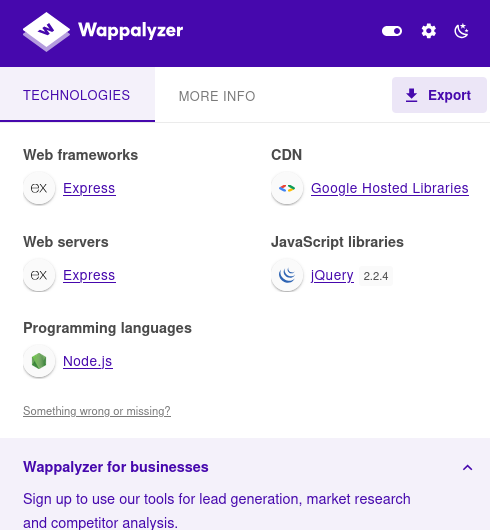 Wappalyzer
TECHNOLOGIES
MORE INFO
Export
Web frameworks
ex Express
Web servers
ex Express
Programming languages
Node.js
CDN
Google Hosted Libraries
JavaScript libraries
jQuery 2.2.4
Something wrong or missing?
Wappalyzer for businesses
Sign up to use our tools for lead generation, market research
and competitor analysis.